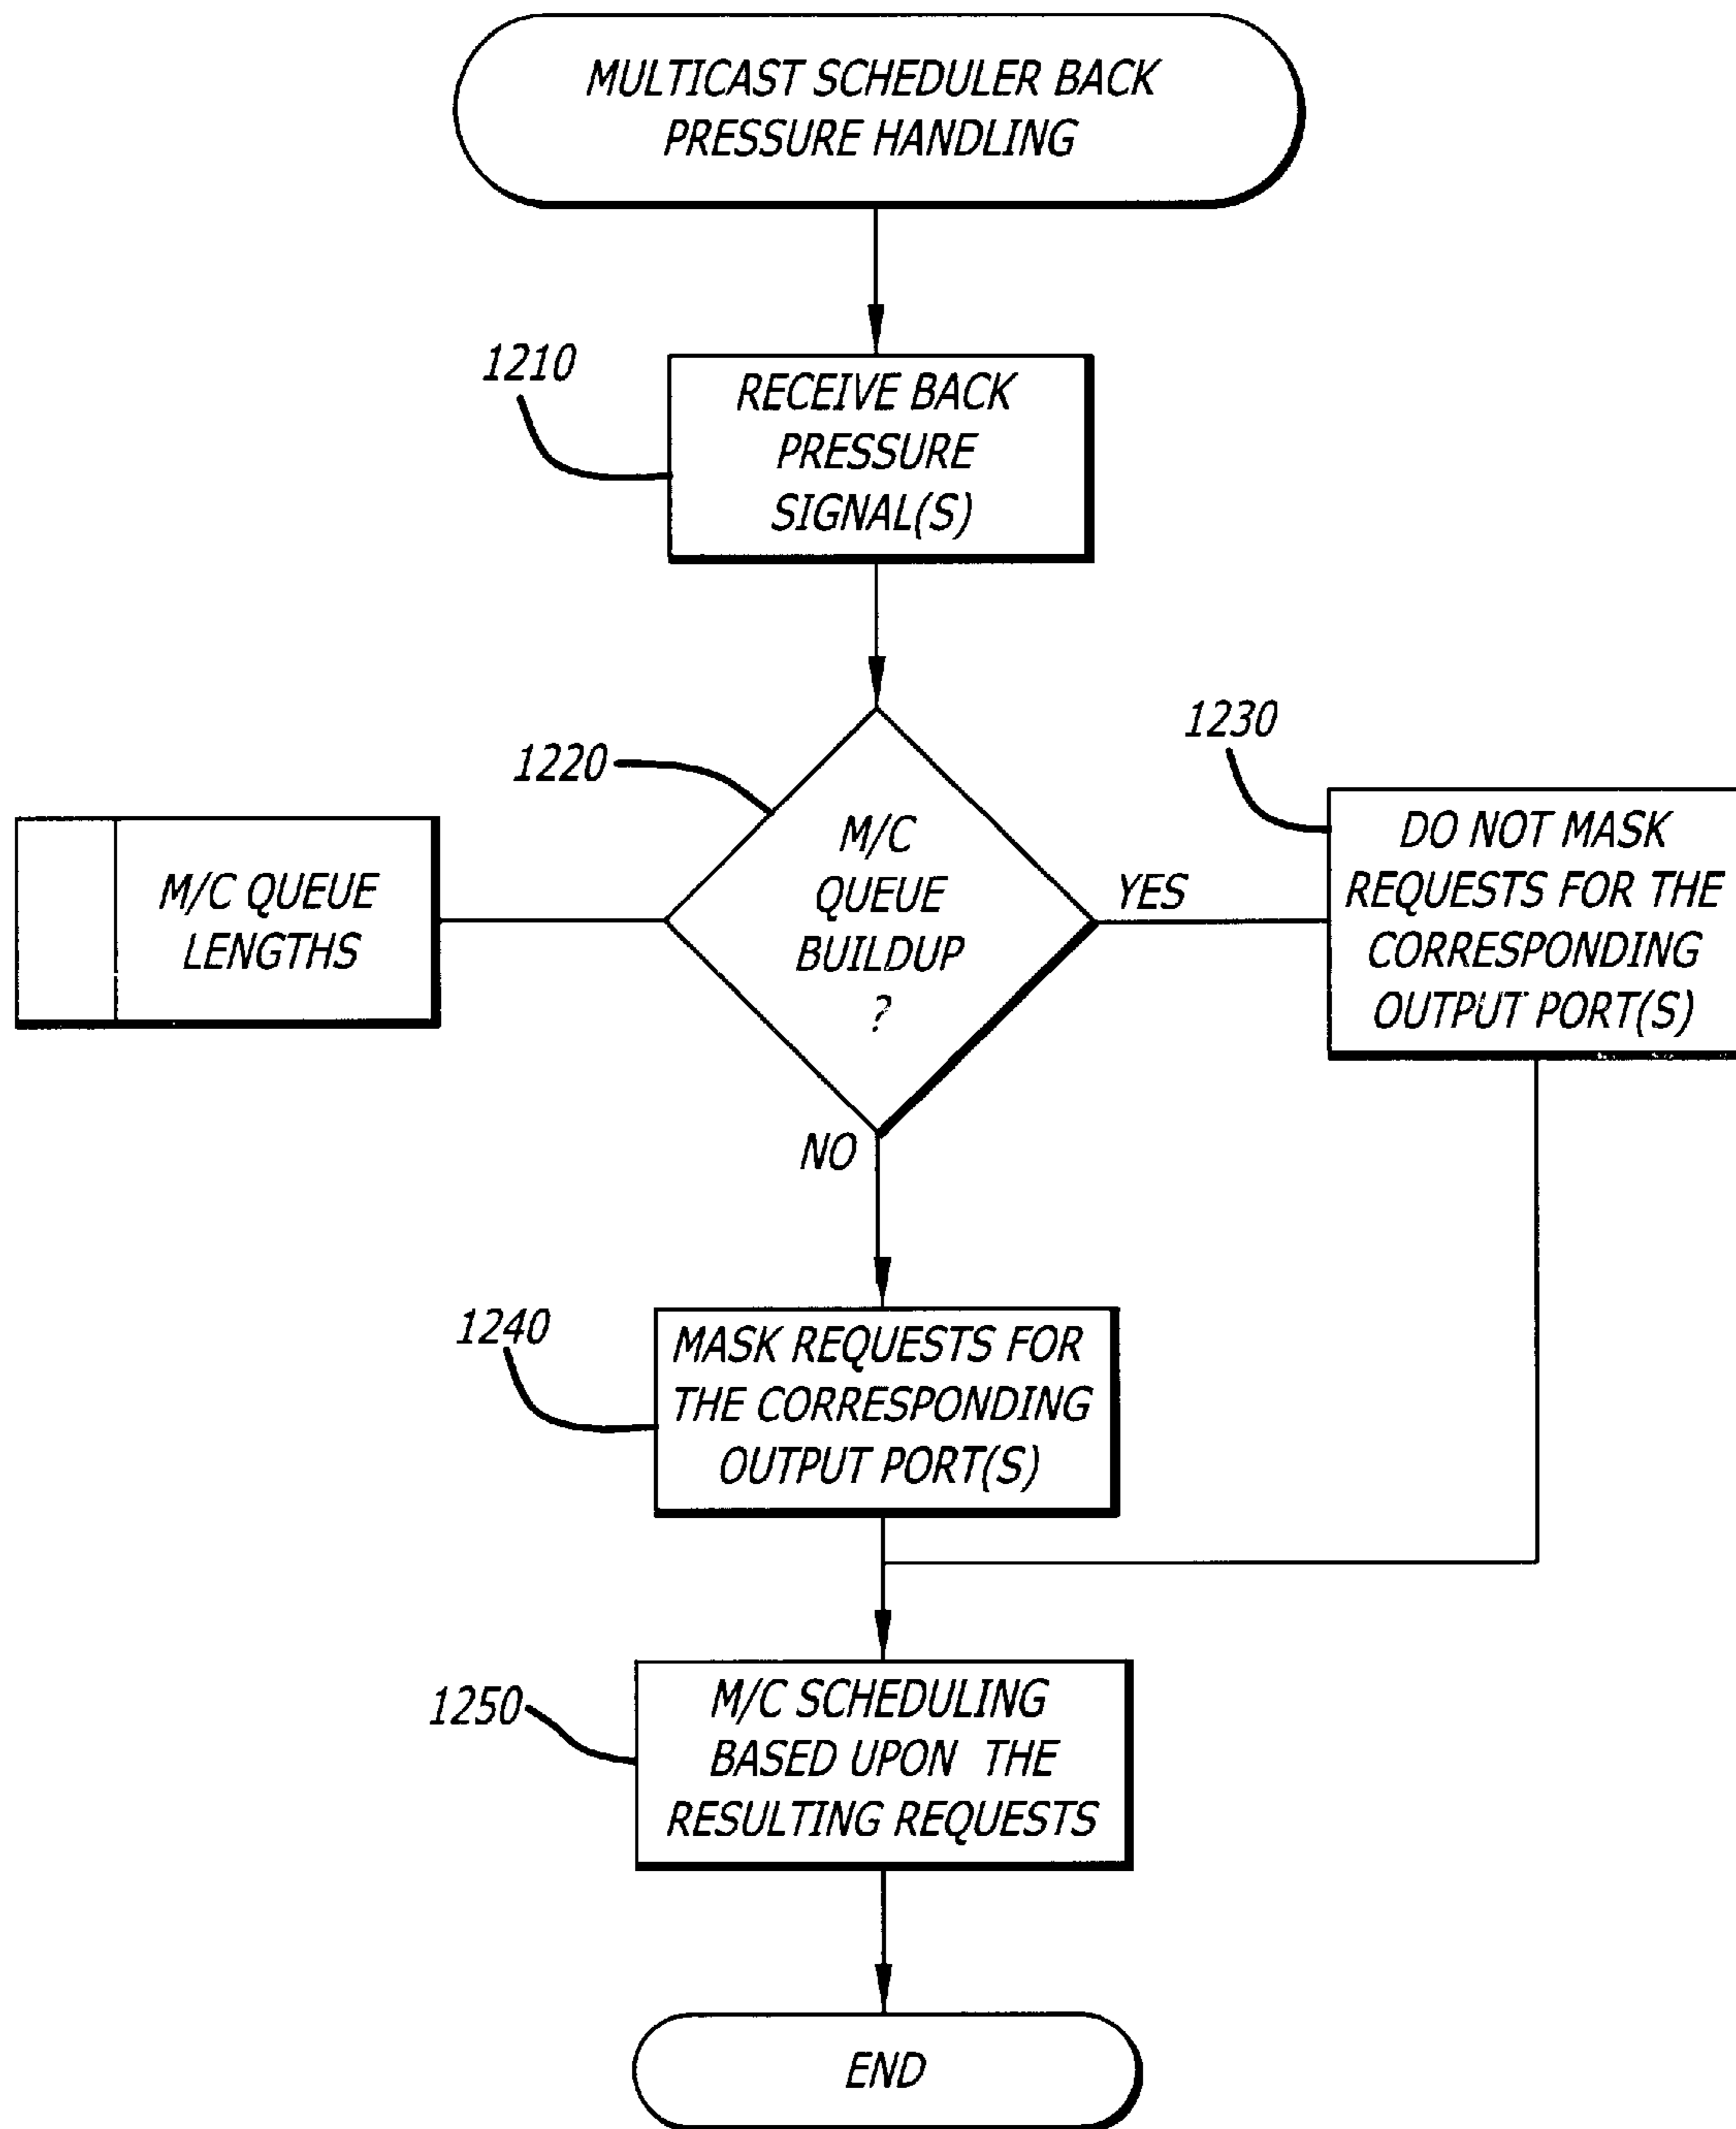 MULTICAST SCHEDULER BACK
PRESSURE HANDLING
1210
RECEIVE BACK
PRESSURE
SIGNAL(S)
1220
M/C
QUEUE
BUILDUP
?
M/C QUEUE
LENGTHS
YES
1230
DO NOT MASK
REQUESTS FOR THE
CORRESPONDING
OUTPUT PORT(S)
NO
1240
MASK REQUESTS FOR
THE CORRESPONDING
OUTPUT PORT(S)
1250
M/C SCHEDULING
BASED UPON THE
RESULTING REQUESTS
END